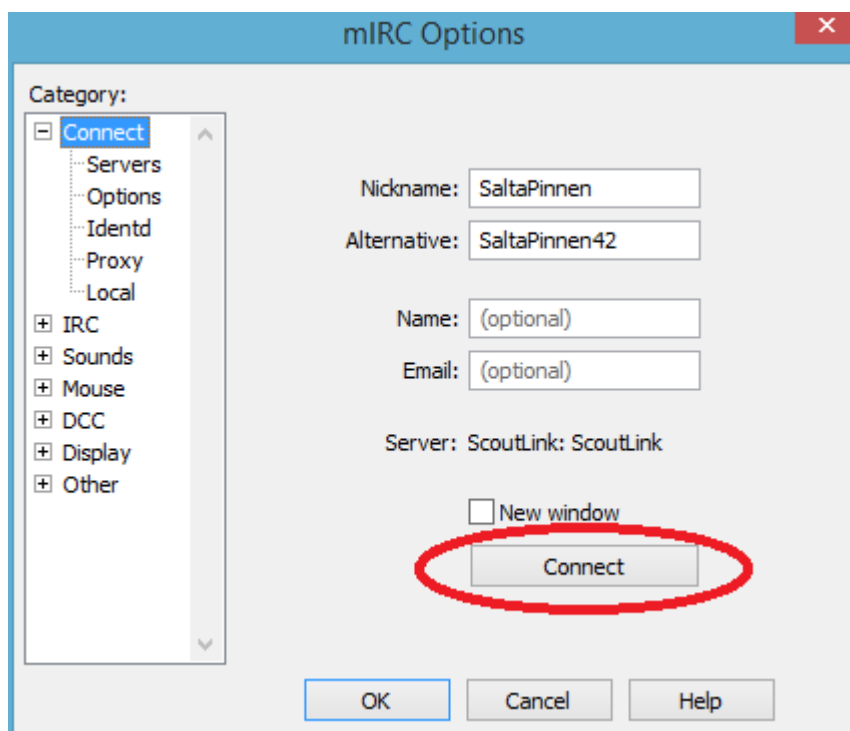 mIRC Options
Category:
Connect
Servers
Options
Identd
Proxy
Local
IRC
Sounds
Mouse
DCC
Display
Other
Nickname: SaltaPinnen
Alternative: SaltaPinnen42
Name: (optional)
Email: (optional)
Server: ScoutLink: ScoutLink
New window
Connect
OK Cancel Help